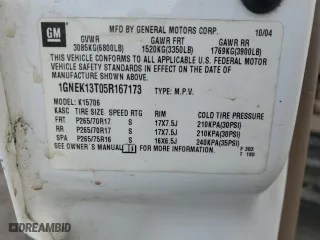 GM
MFD BY GENERAL MOTORS CORP. 10/04
GVWR GAWR FRT GAWR RR
3085KG(6800LB) 1520KG(3350LB) 1769KG(3900LB)
THIS VEHICLE CONFORMS TO ALL APPLICABLE U.S. FEDERAL MOTOR
VEHICLE SAFETY STANDARDS IN EFFECT ON THE DATE OF
MANUFACTURE SHOWN ABOVE.
1GNEK13T05R167173 TYPE: M.P.V.
MODEL: K15706
KASC TIRE SIZE SPEED RTG RIM COLD TIRE PRESSURE
FRT P265/70R17 S 17X7.5J 210KPA(30PSI)
RR P265/70R17 S 17X7.5J 210KPA(30PSI)
SPA P265/75R16 S 16X6.5J 240KPA(35PSI)
SEE OWNER'S MANUAL FOR MORE INFORMATION.